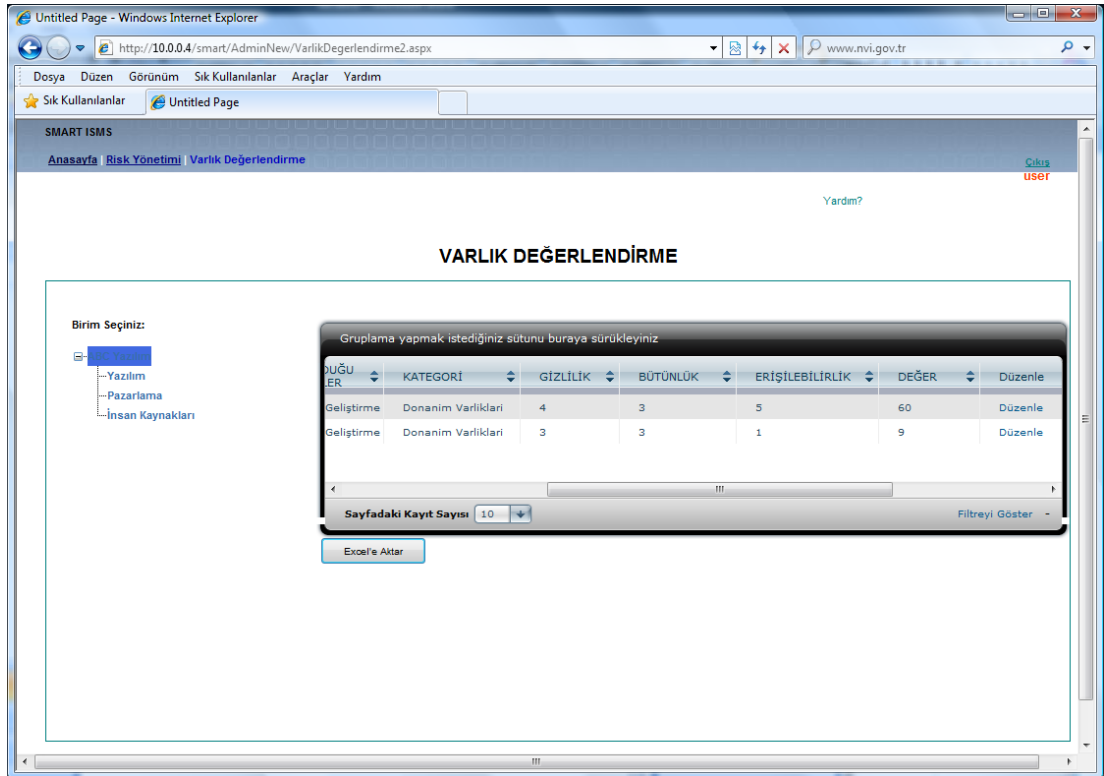 Untitled Page - Windows Internet Explorer
http://10.0.0.4/smart/AdminNew/VarlikDegerlendirme2.aspx
www.nvi.gov.tr
Dosya Düzen Görünüm Sık Kullanılanlar Araçlar Yardım
Sık Kullanılanlar Untitled Page
SMART ISMS
Anasayfa | Risk Yönetimi | Varlık Değerlendirme
Çıkış
user
Yardım?
VARLIK DEĞERLENDİRME
Birim Seçiniz:
Yazılım
Pazarlama
İnsan Kaynakları
Gruplama yapmak istediğiniz sütunu buraya sürükleyiniz
DUĞU
LER KATEGORİ GİZLİLİK BÜTÜNLÜK ERİŞİLEBİLİRLİK DEĞER Düzenle
Geliştirme Donanim Varliklari 4 3 5 60 Düzenle
Geliştirme Donanim Varliklari 3 3 1 9 Düzenle
Sayfadaki Kayıt Sayısı 10 Filtreyi Göster -
Excel'e Aktar